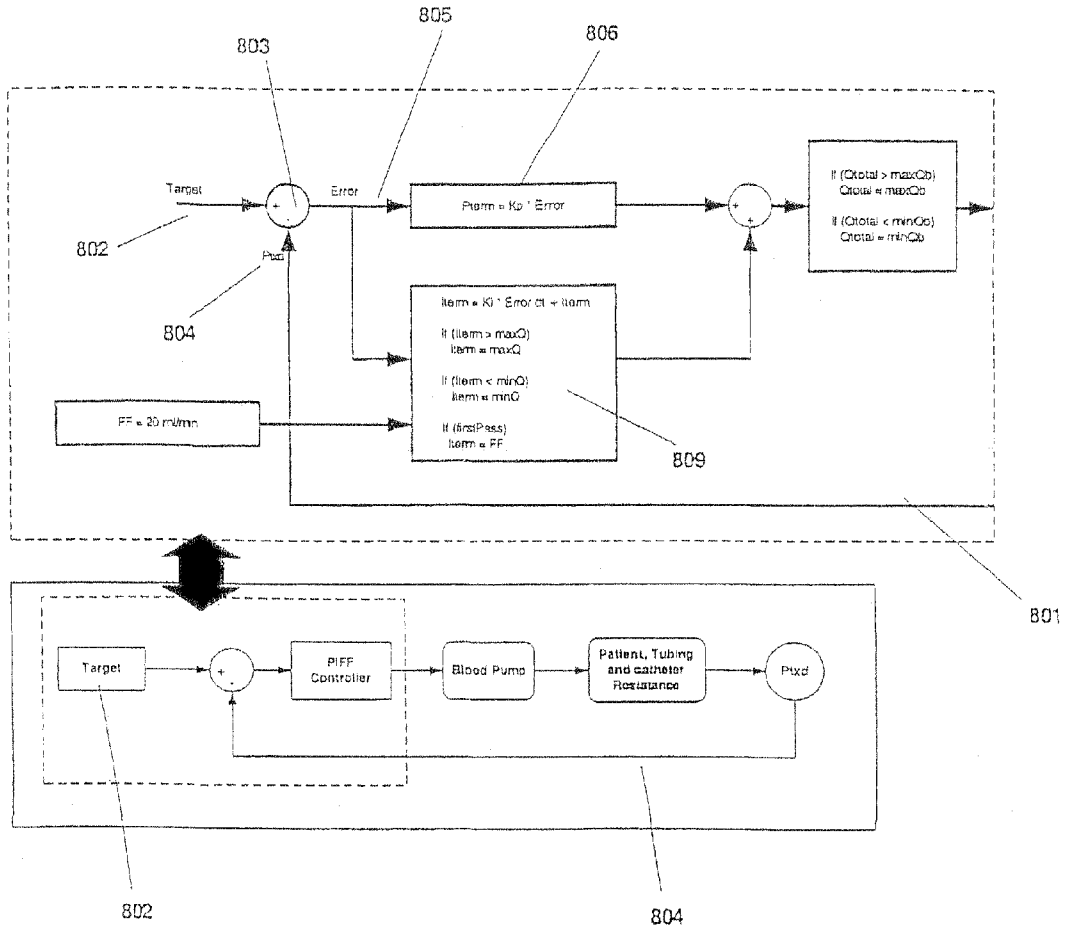 805
803
806
Target
Error
802
Pterm = Kp * Error
If (Qtotal > maxQb)
Qtotal = maxQb
If (Qtotal < minQb)
Qtotal = minQb
+
-
+
+
Ptxd
804
Iterm = Ki * Error dt + Iterm
If (Iterm > maxQ)
Iterm = maxQ
If (Iterm < minQ)
Iterm = minQ
If (firstPass)
Iterm = FF
FF = 20 ml/min
809
801
Target
+
-
PIFF
Controller
Blood Pump
Patient, Tubing
and Catheter
Resistance
Ptxd
802
804